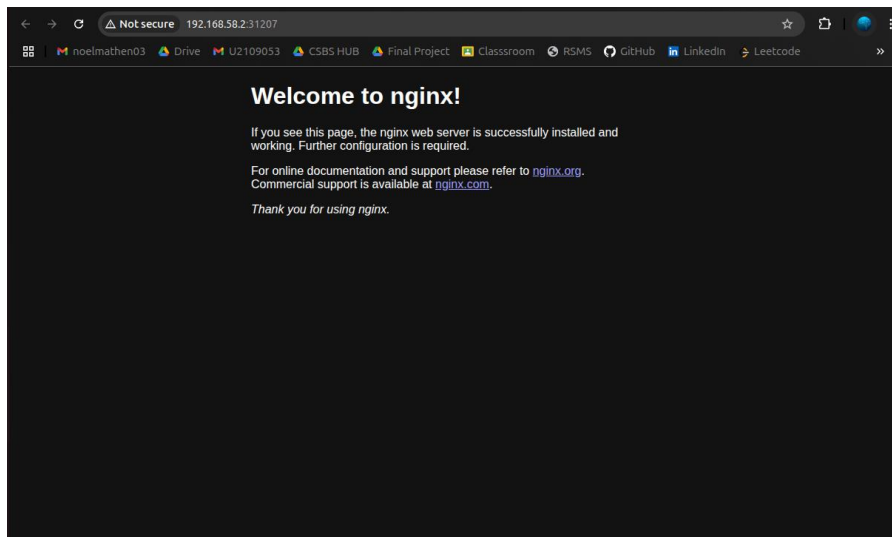 Not secure 192.168.58.2:31207
noelmathen03 Drive U2109053 CSBS HUB Final Project Classsroom RSMS GitHub LinkedIn Leetcode »
Welcome to nginx!
If you see this page, the nginx web server is successfully installed and
working. Further configuration is required.
For online documentation and support please refer to nginx.org.
Commercial support is available at nginx.com.
Thank you for using nginx.